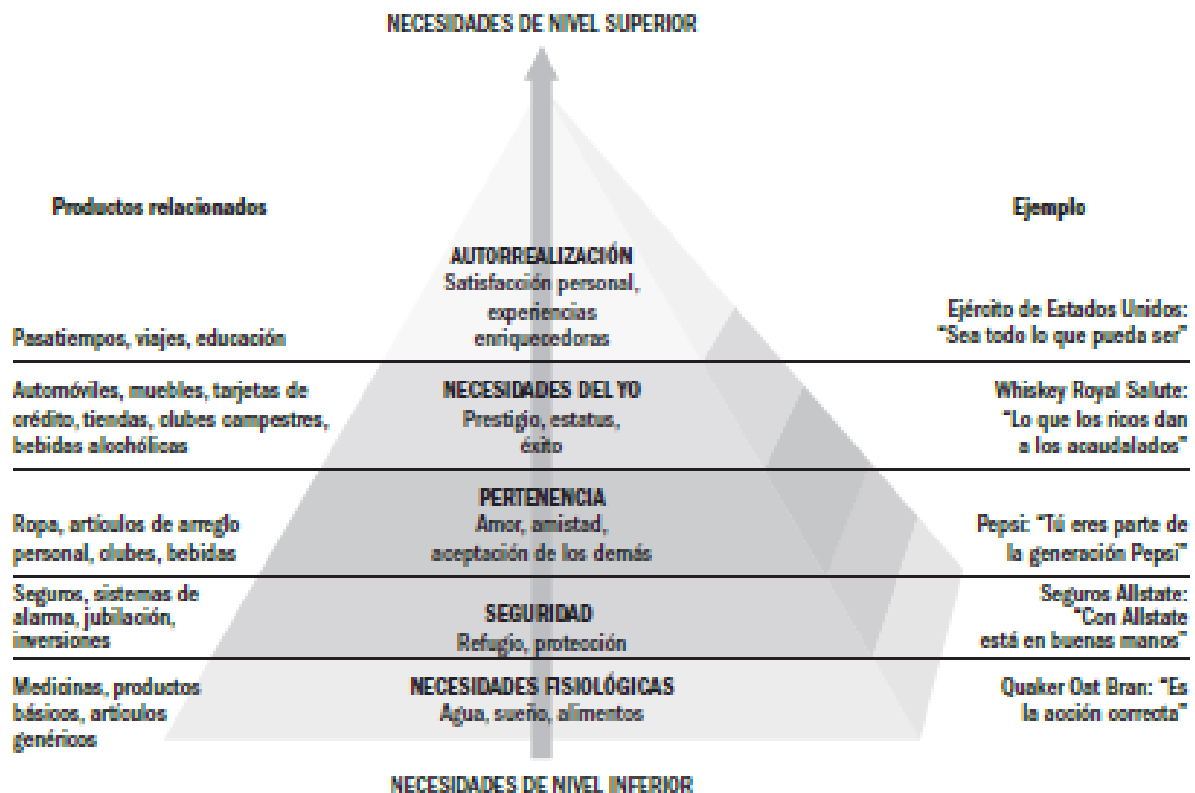 NECESIDADES DE NIVEL SUPERIOR
Productos relacionados
Ejemplo
AUTORREALIZACIÓN
Satisfacción personal,
experiencias
enriquecedoras
Pasatiempos, viajes, educación
Ejército de Estados Unidos:
“Sea todo lo que pueda ser”
Automóviles, muebles, tarjetas de
crédito, tiendas, clubes campestres,
bebidas alcohólicas
NECESIDADES DEL YO
Prestigio, estatus,
éxito
Whiskey Royal Salute:
“Lo que los ricos dan
a los acaudalados”
Ropa, artículos de arreglo
personal, clubes, bebidas
PERTENENCIA
Amor, amistad,
aceptación de los demás
Pepsi: “Tú eres parte de
la generación Pepsi”
Seguros, sistemas de
alarma, jubilación,
inversiones
SEGURIDAD
Refugio, protección
Seguros Allstate:
“Con Allstate
está en buenas manos”
Medicinas, productos
básicos, artículos
genéricos
NECESIDADES FISIOLÓGICAS
Agua, sueño, alimentos
Quaker Oat Bran: “Es
la acción correcta”
NECESIDADES DE NIVEL INFERIOR